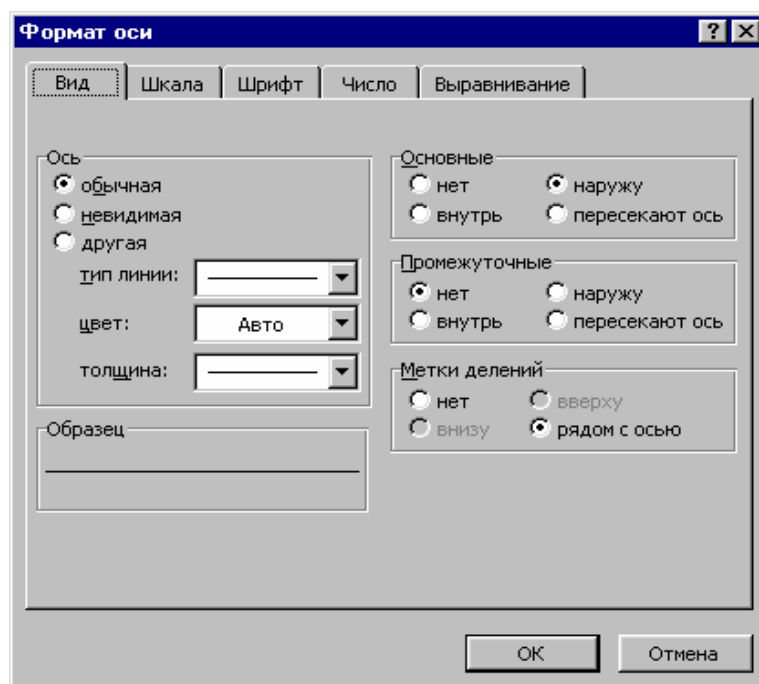 Формат оси
Вид Шкала Шрифт Число Выравнивание
Ось
обычная
невидимая
другая
тип линии:
цвет: Авто
толщина:
Образец
Основные
нет наружу
внутрь пересекают ось
Промежуточные
нет наружу
внутрь пересекают ось
Метки делений
нет вверху
внизу рядом с осью
ОК Отмена